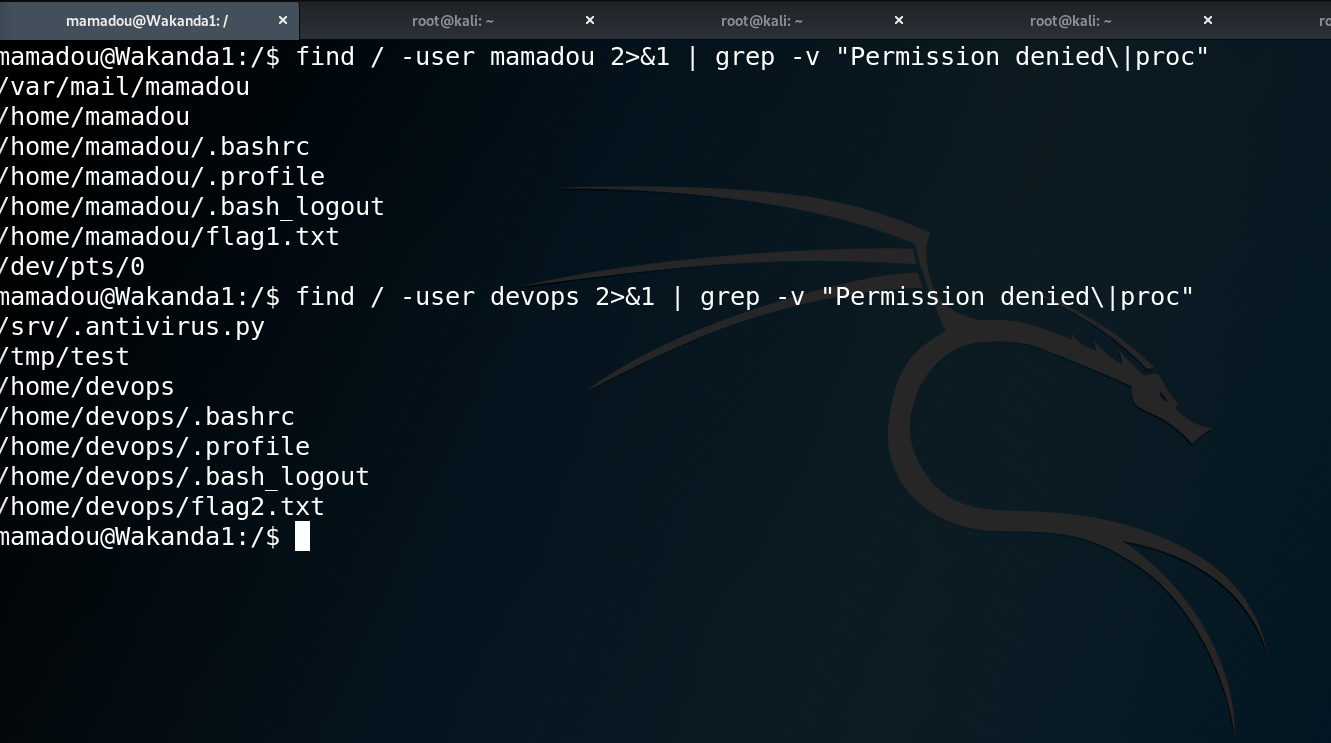 mamadou@Wakanda1: / × root@kali: ~ × root@kali: ~ × root@kali: ~ ×
mamadou@Wakanda1:/$ find / -user mamadou 2>&1 | grep -v "Permission denied\|proc"
/var/mail/mamadou
/home/mamadou
/home/mamadou/.bashrc
/home/mamadou/.profile
/home/mamadou/.bash_logout
/home/mamadou/flag1.txt
/dev/pts/0
mamadou@Wakanda1:/$ find / -user devops 2>&1 | grep -v "Permission denied\|proc"
/srv/.antivirus.py
/tmp/test
/home/devops
/home/devops/.bashrc
/home/devops/.profile
/home/devops/.bash_logout
/home/devops/flag2.txt
mamadou@Wakanda1:/$